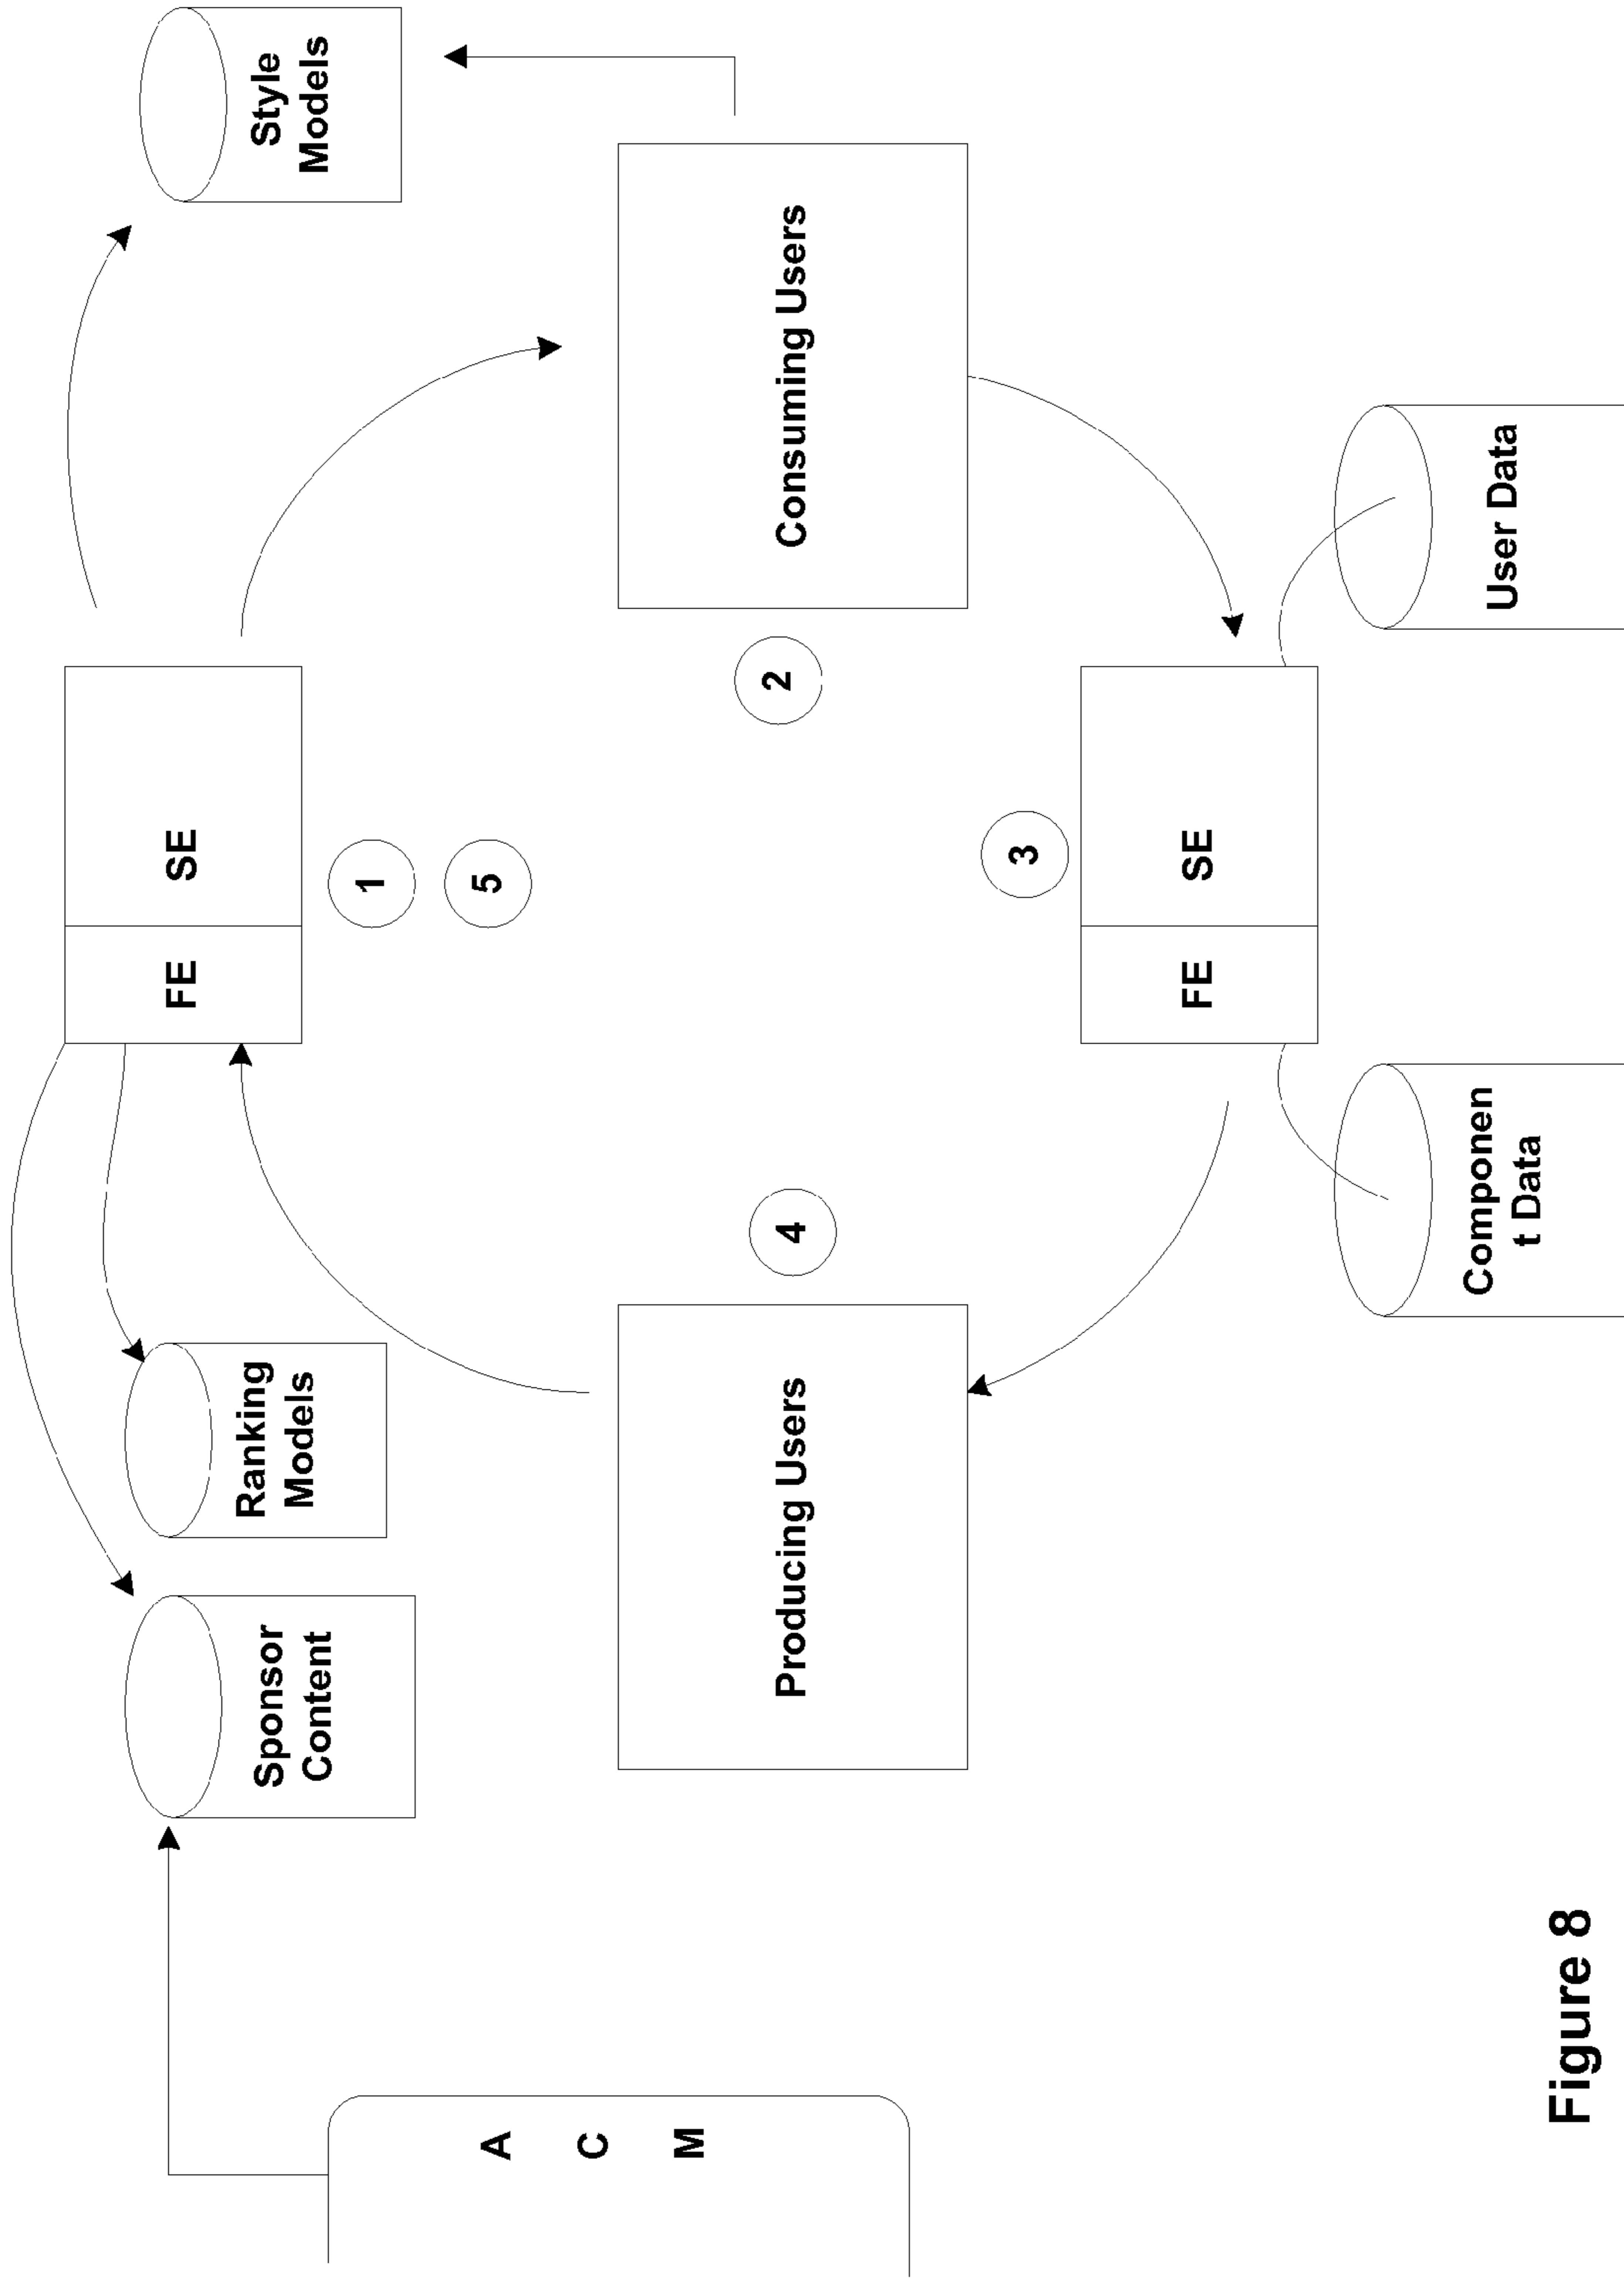 FE
SE
Sponsor
Content
Ranking
Models
Style
Models
1
5
A
C
M
Producing Users
4
2
Consuming Users
3
FE
SE
Componen
t Data
User Data
Figure 8